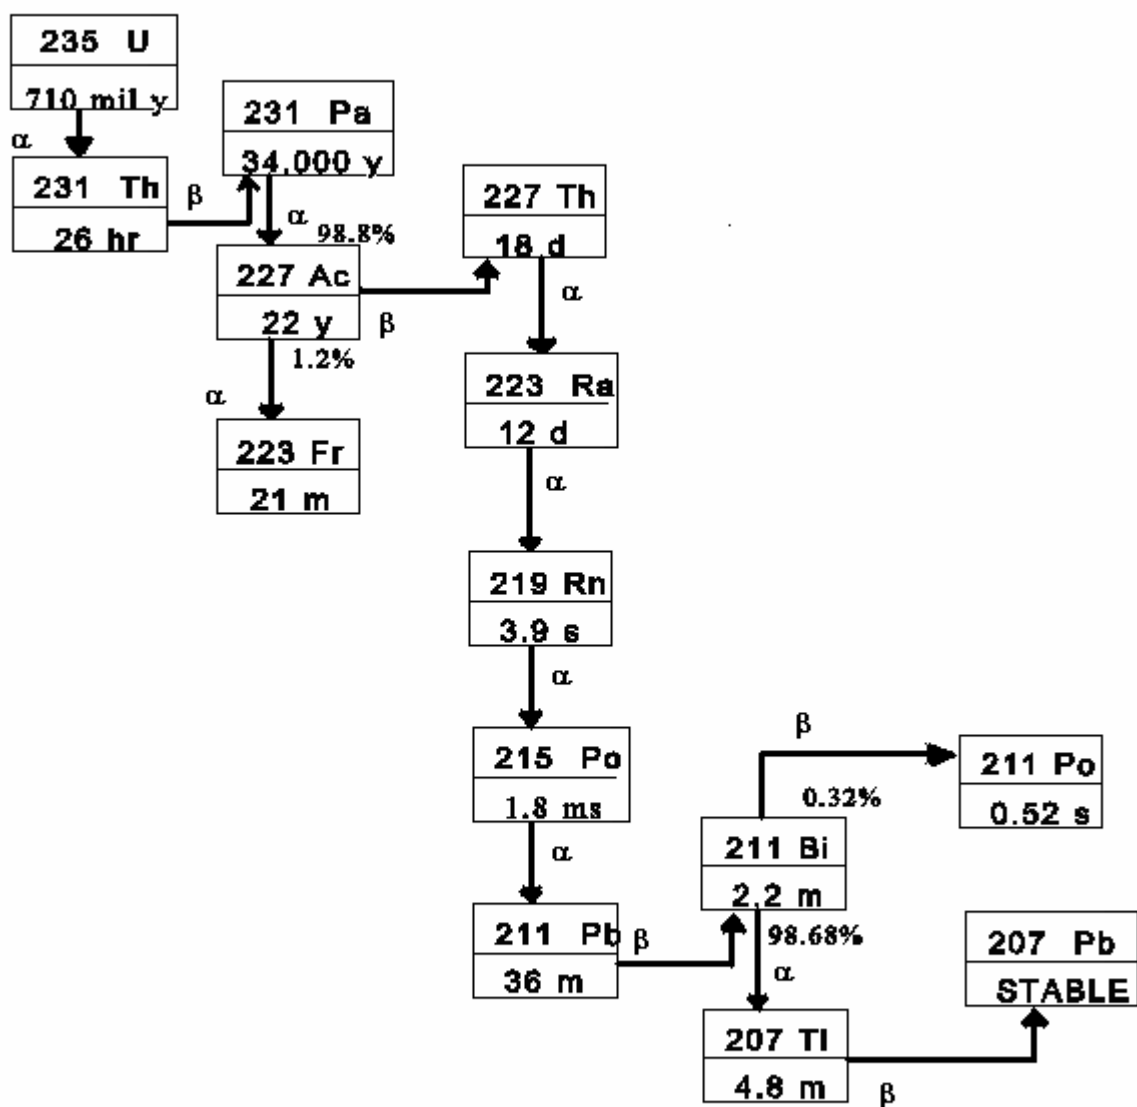 235 U
710 mil y
α
231 Th
26 hr
β
231 Pa
34,000 y
α
98.8%
227 Ac
22 y
β
1.2%
α
223 Fr
21 m
227 Th
18 d
α
223 Ra
12 d
α
219 Rn
3.9 s
α
215 Po
1.8 ms
α
211 Pb
36 m
β
211 Bi
2.2 m
β
0.32%
211 Po
0.52 s
98.68%
α
207 Tl
4.8 m
β
207 Pb
STABLE